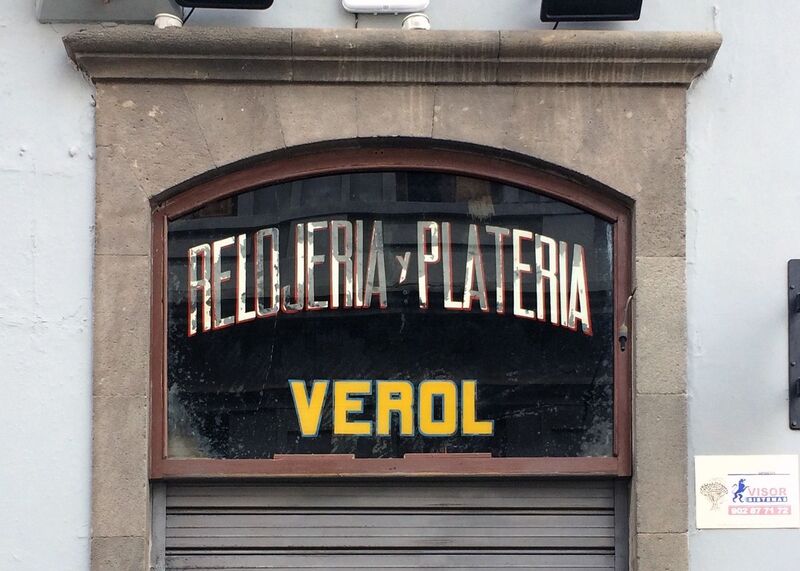 RELOJERIA Y PLATERIA
VEROL
VISOR
SISTEMAS
902 87 71 72